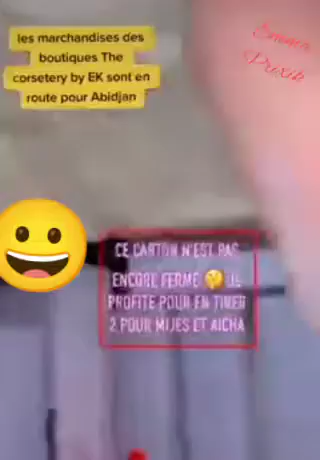 les marchandises des
boutiques The
corsetery by EK sont en
route pour Abidjan
CE CARTON N'EST PAS
ENCORE FERMÉ 🤔 JE
PROFITE POUR EN TIRER
2 POUR MIJES ET AICHA